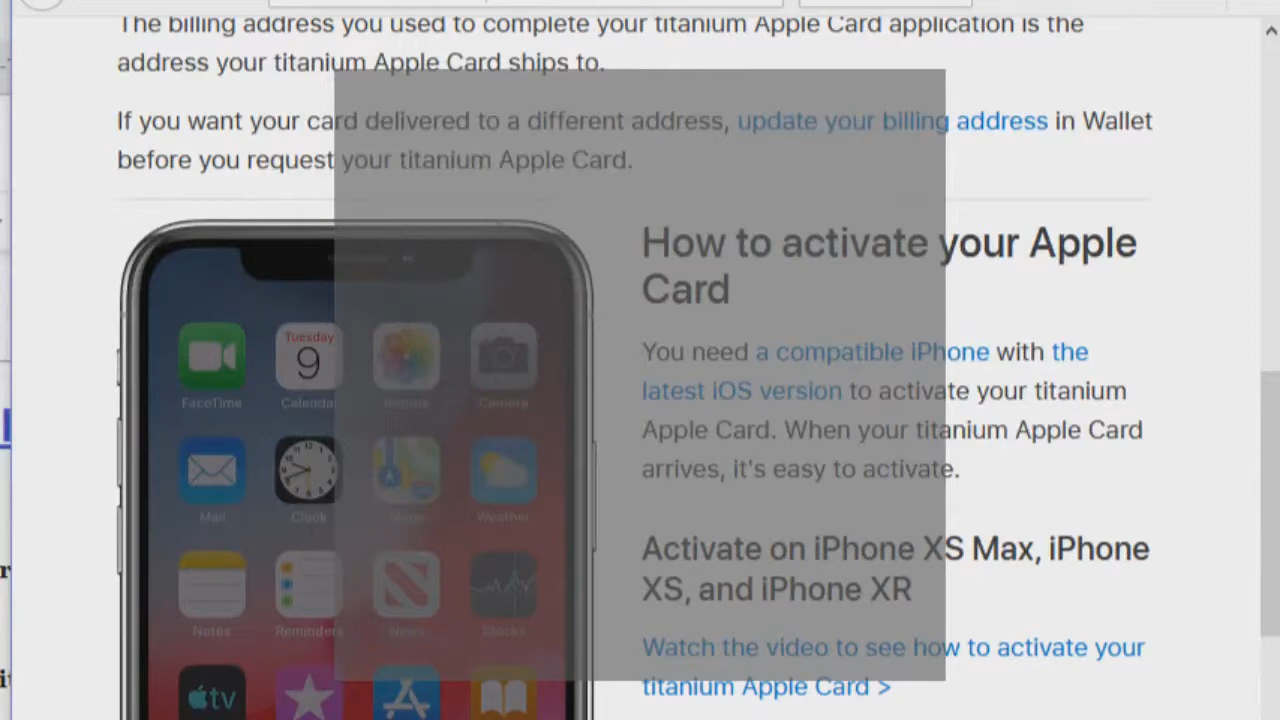 The billing address you used to complete your titanium Apple Card application is the
address your titanium Apple Card ships to.
If you want your card delivered to a different address, update your billing address in Wallet
before you request your titanium Apple Card.
How to activate your Apple
Card
You need a compatible iPhone with the
latest iOS version to activate your titanium
Apple Card. When your titanium Apple Card
arrives, it's easy to activate.
Activate on iPhone XS Max, iPhone
XS, and iPhone XR
Watch the video to see how to activate your
titanium Apple Card >
Tuesday
9
FaceTime Calendar Photos Camera
Mail Clock Maps Weather
Notes Reminders News Stocks
tv